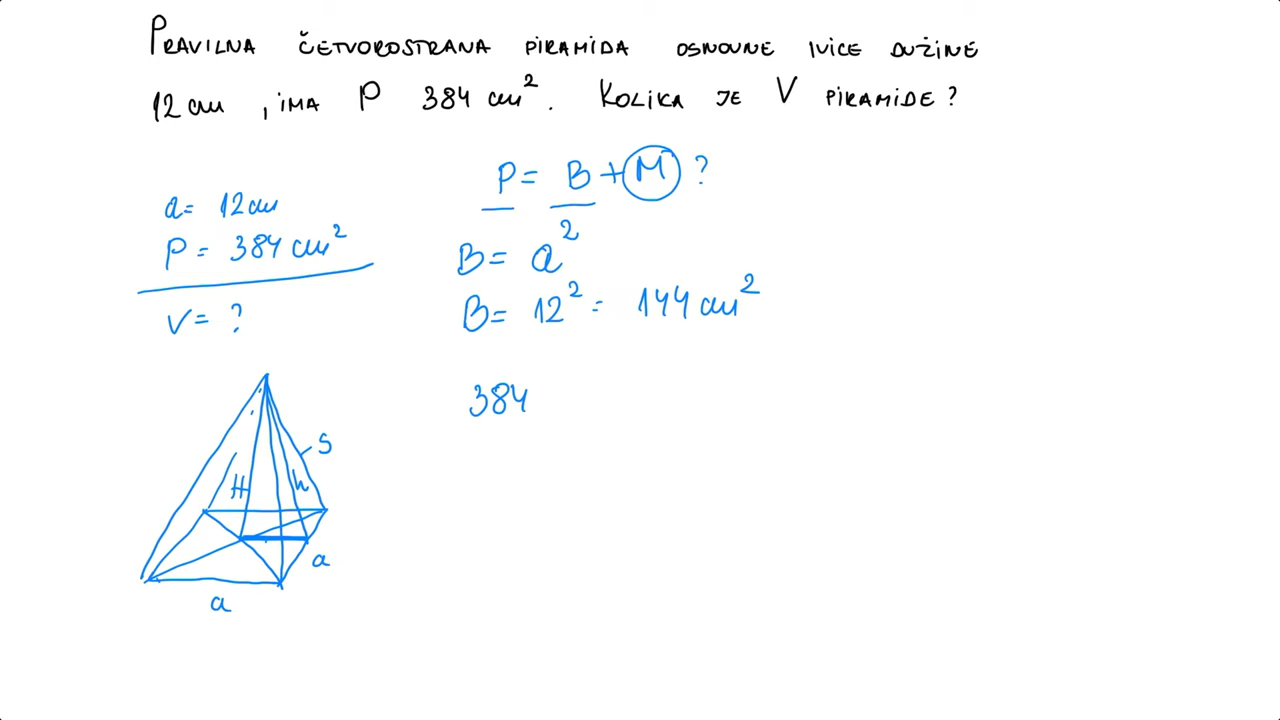 PRAVILNA ČETVOROSTRANA PIRAMIDA OSNOVNE IVICE DUŽINE
12 cm , IMA P 384 cm². KOLIKA JE V PIRAMIDE?
P = B + M ?
a = 12 cm
P = 384 cm²
V = ?
B = a²
B = 12² = 144 cm²
384
S
H
h
a
a